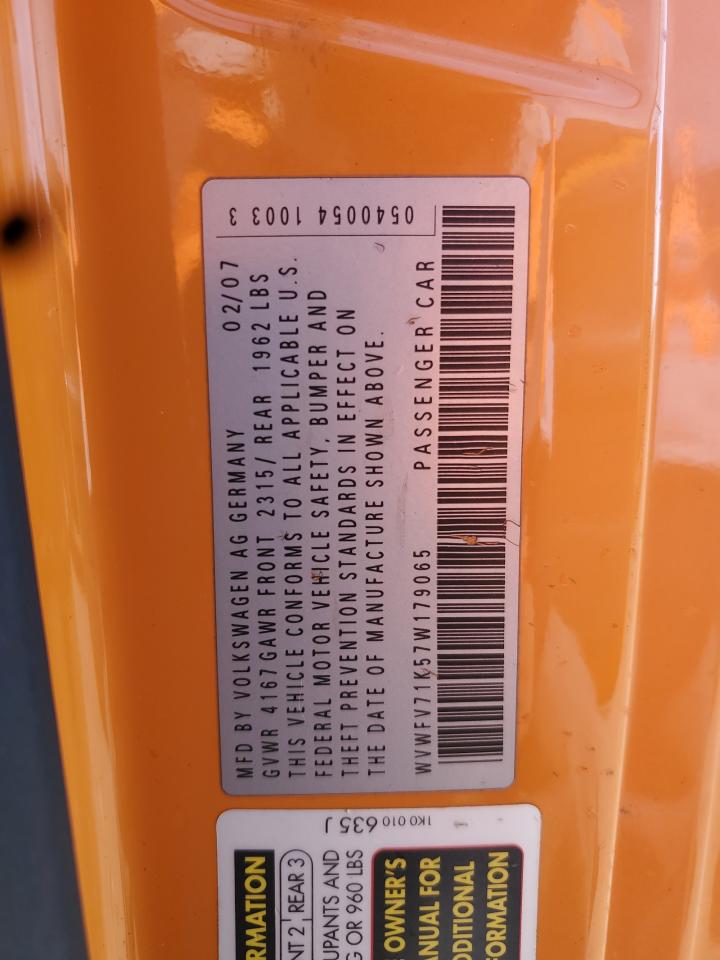 MFD BY VOLKSWAGEN AG GERMANY 02/07
GVWR 4167 GAWR FRONT 2315/ REAR 1962 LBS
THIS VEHICLE CONFORMS TO ALL APPLICABLE U.S.
FEDERAL MOTOR VEHICLE SAFETY, BUMPER AND
THEFT PREVENTION STANDARDS IN EFFECT ON
THE DATE OF MANUFACTURE SHOWN ABOVE.
WVWFV71K57W179065 PASSENGER CAR
0540054 1003 3
1K0 010 635 J
RMATION
NT 2 REAR 3
UPANTS AND
G OR 960 LBS
OWNER'S
ANUAL FOR
DDITIONAL
FORMATION